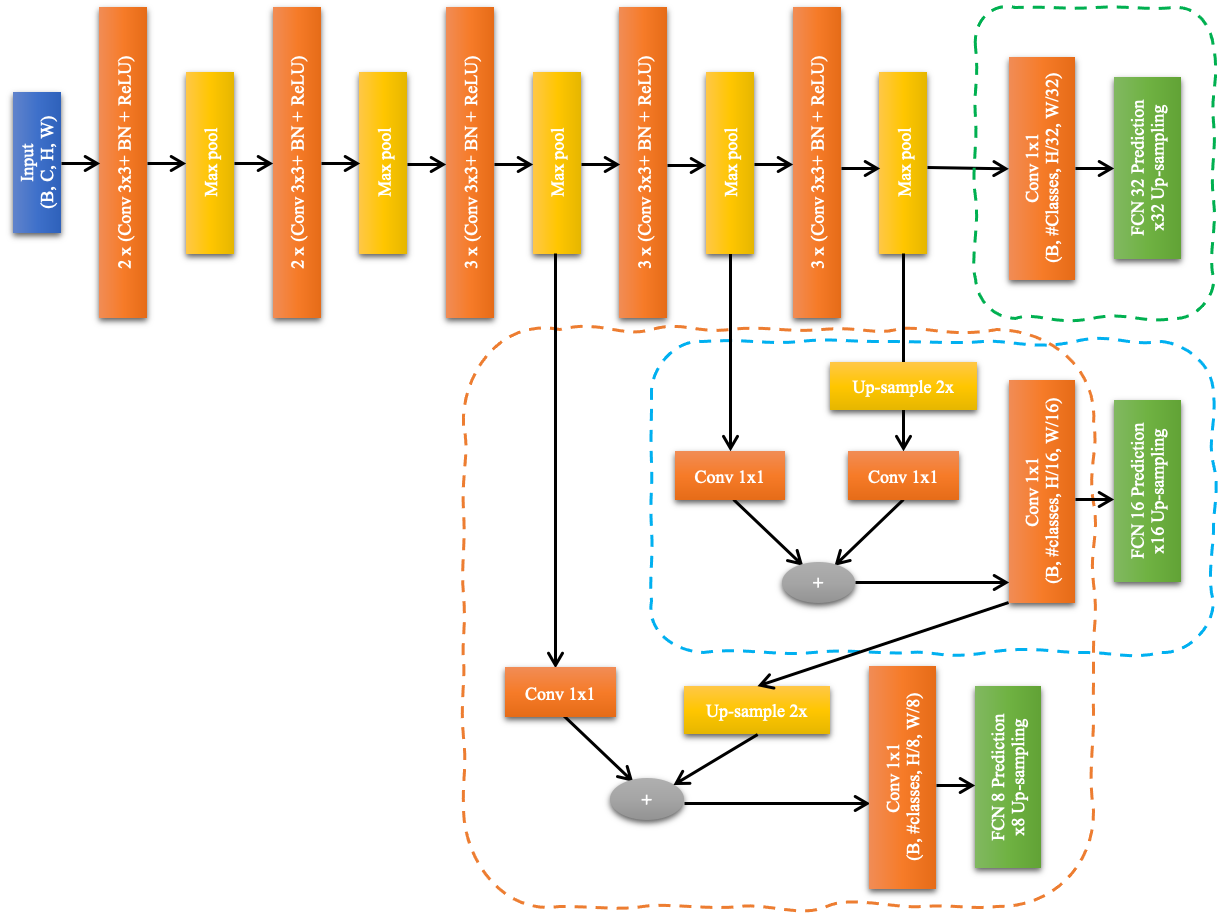 Input
(B, C, H, W)
2 x (Conv 3x3+ BN + ReLU)
Max pool
2 x (Conv 3x3+ BN + ReLU)
Max pool
3 x (Conv 3x3+ BN + ReLU)
Max pool
3 x (Conv 3x3+ BN + ReLU)
Max pool
3 x (Conv 3x3+ BN + ReLU)
Max pool
Conv 1x1
(B, #Classes, H/32, W/32)
FCN 32 Prediction
x32 Up-sampling
Up-sample 2x
Conv 1x1
Conv 1x1
+
Conv 1x1
(B, #classes, H/16, W/16)
FCN 16 Prediction
x16 Up-sampling
Conv 1x1
Up-sample 2x
+
Conv 1x1
(B, #classes, H/8, W/8)
FCN 8 Prediction
x8 Up-sampling